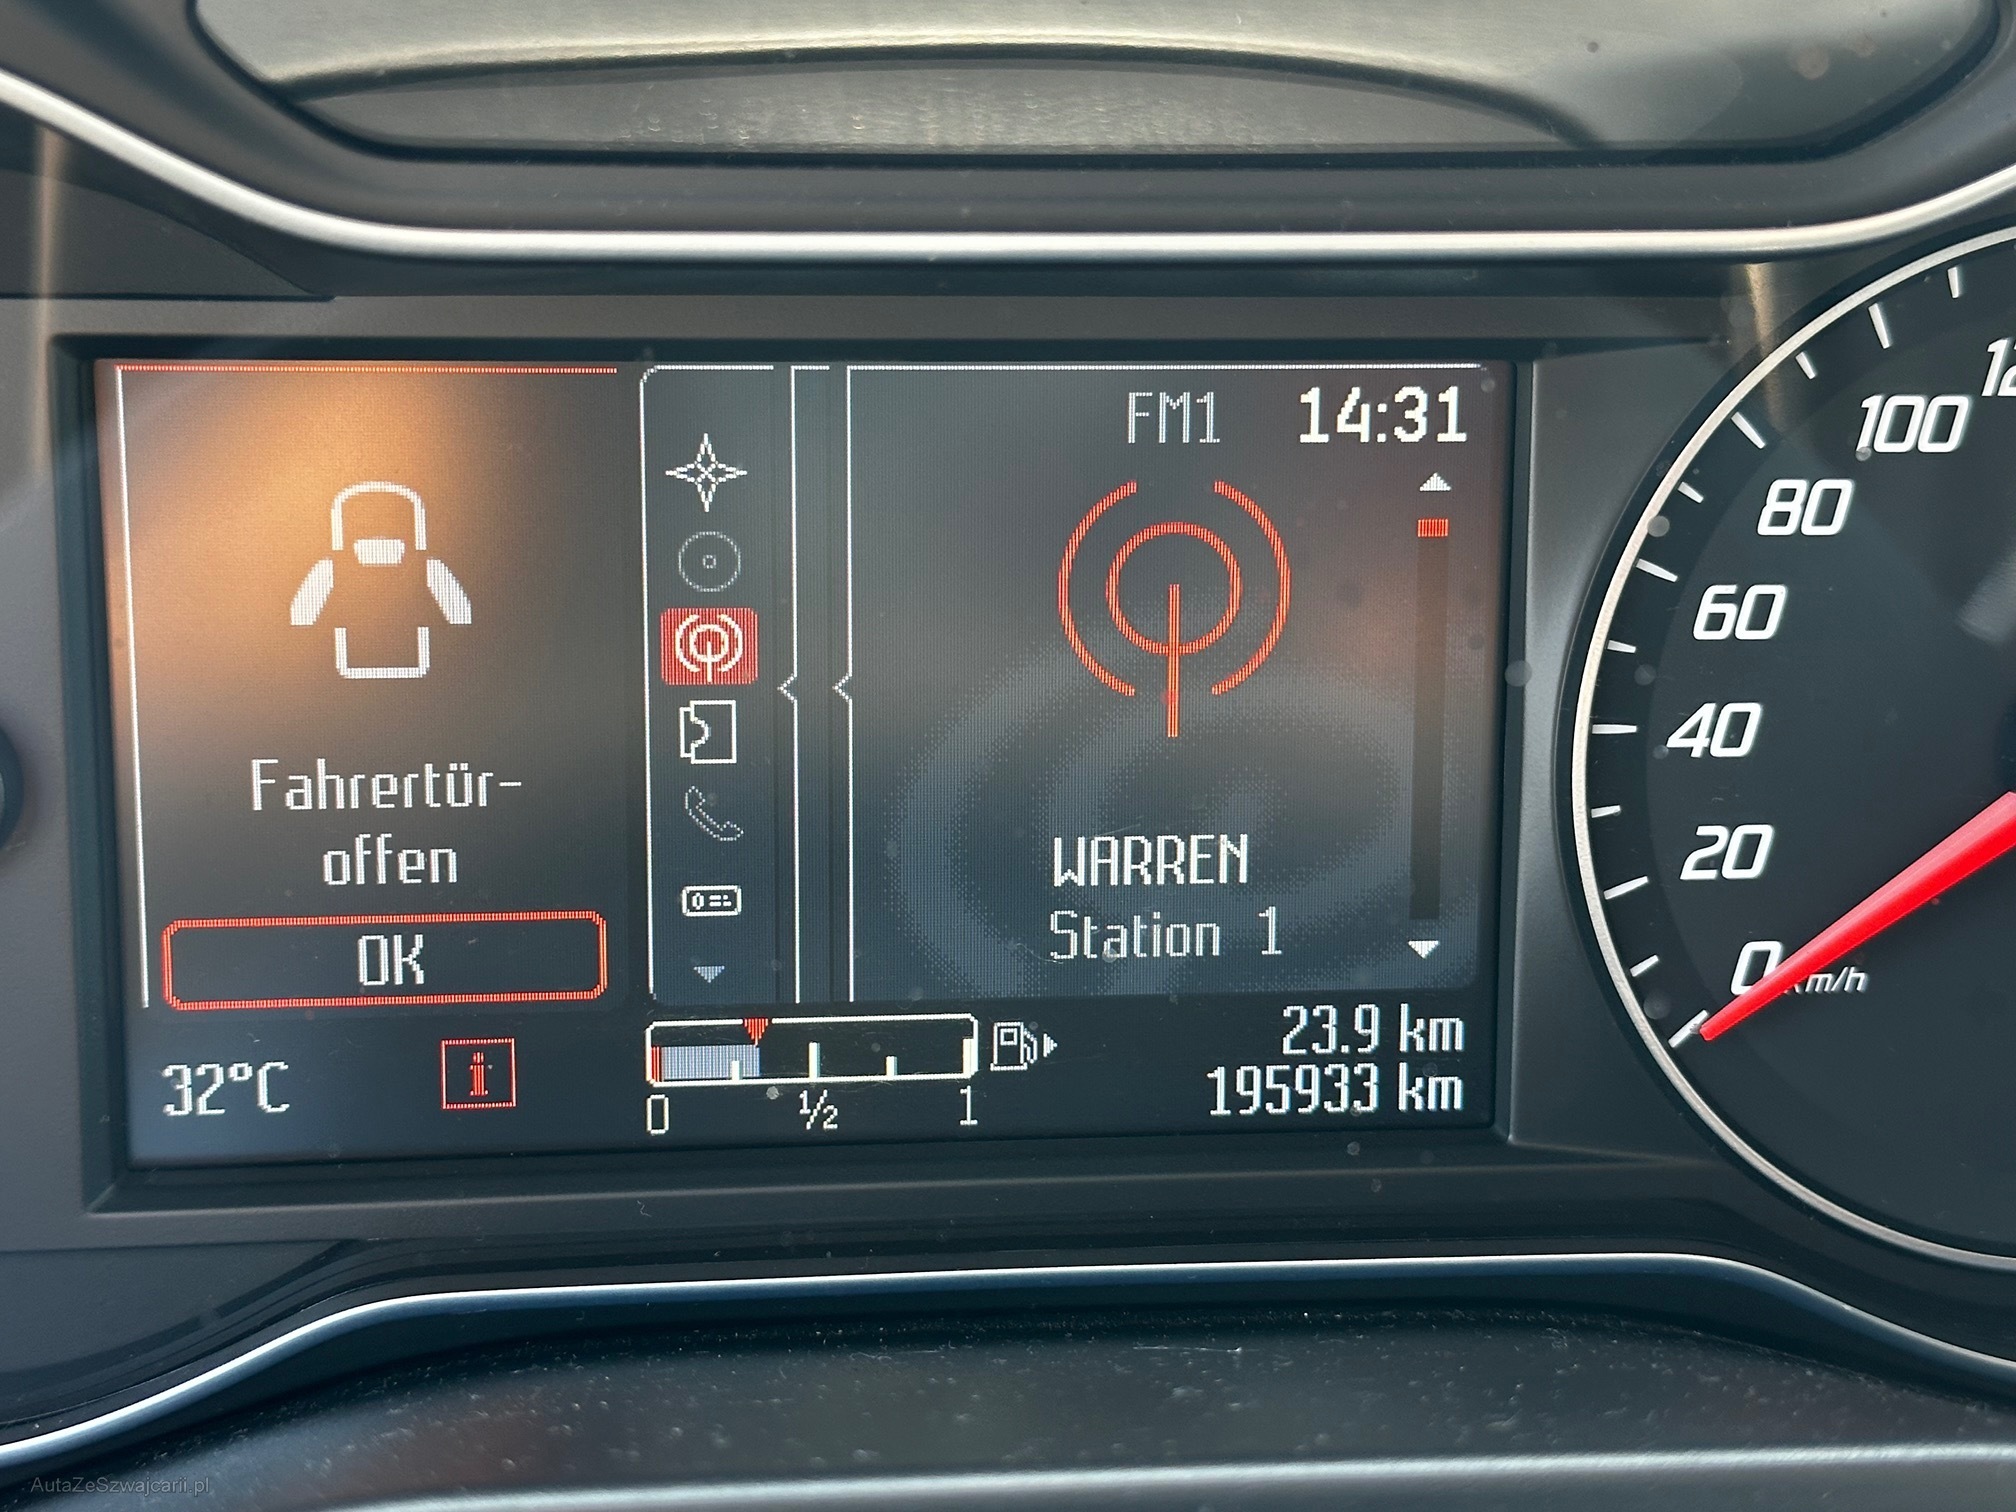 FM1 14:31
Fahrertür-
offen
OK
WARREN
Station 1
32°C
0 1/2 1
23.9 km
195933 km
100
80
60
40
20
0
AutaZeSzwajcarii.pl